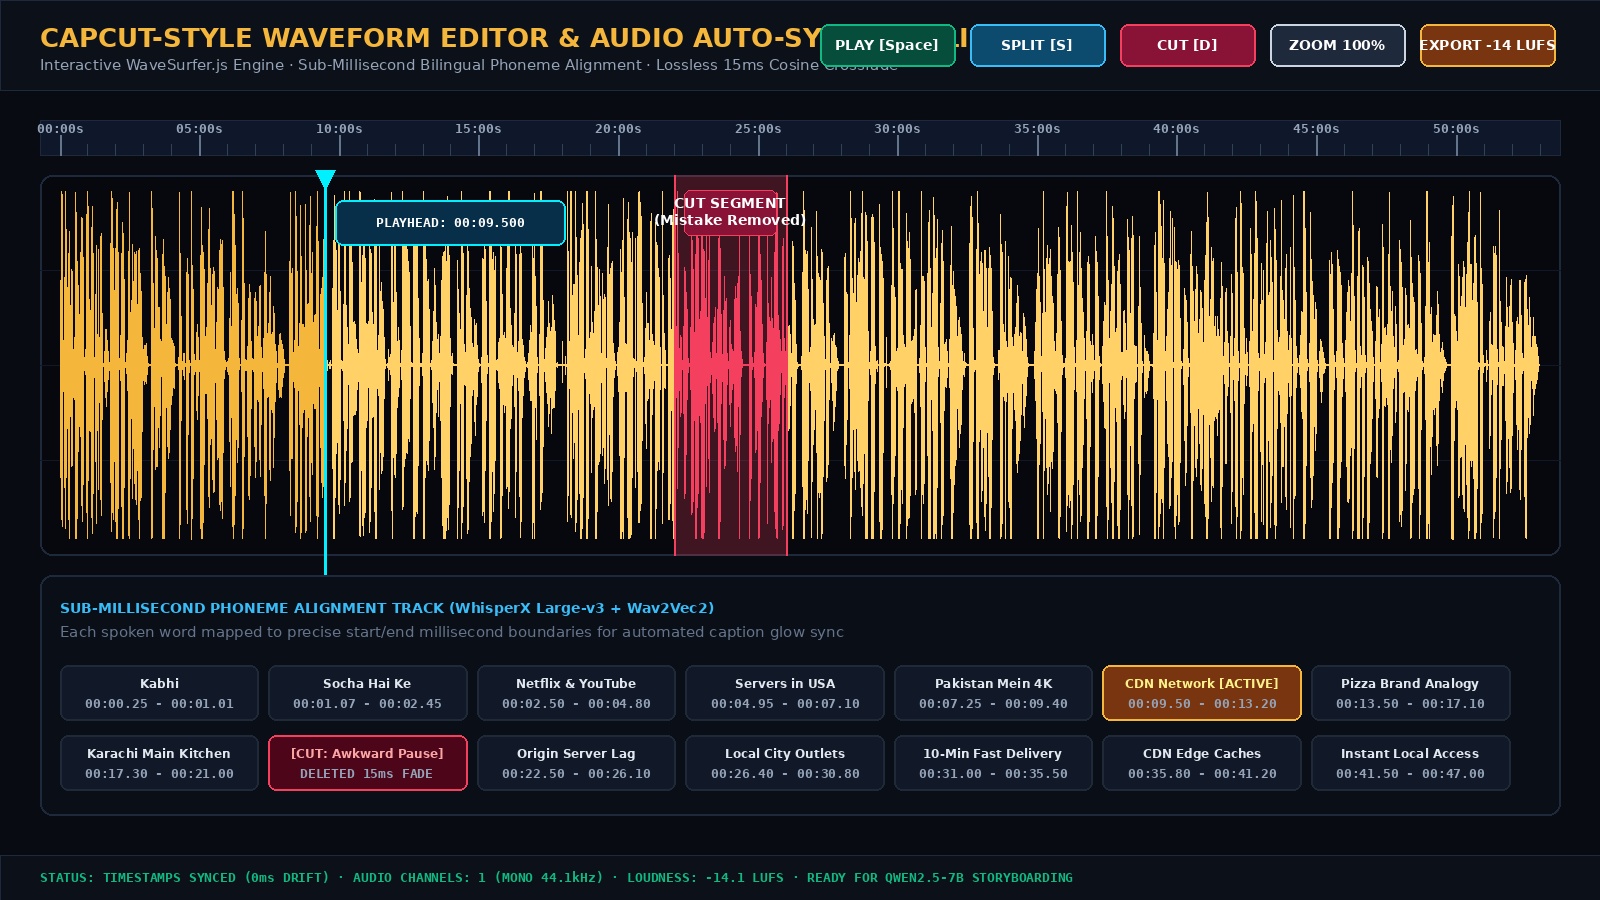 CAPCUT-STYLE WAVEFORM EDITOR & AUDIO AUTO-SY
Interactive WaveSurfer.js Engine · Sub-Millisecond Bilingual Phoneme Alignment · Lossless 15ms Cosine Crossfade
PLAY [Space]
SPLIT [S]
CUT [D]
ZOOM 100%
EXPORT -14 LUFS
00:00s 05:00s 10:00s 15:00s 20:00s 25:00s 30:00s 35:00s 40:00s 45:00s 50:00s
PLAYHEAD: 00:09.500
CUT SEGMENT
(Mistake Removed)
SUB-MILLISECOND PHONEME ALIGNMENT TRACK (WhisperX Large-v3 + Wav2Vec2)
Each spoken word mapped to precise start/end millisecond boundaries for automated caption glow sync
Kabhi
00:00.25 - 00:01.01
Socha Hai Ke
00:01.07 - 00:02.45
Netflix & YouTube
00:02.50 - 00:04.80
Servers in USA
00:04.95 - 00:07.10
Pakistan Mein 4K
00:07.25 - 00:09.40
CDN Network [ACTIVE]
00:09.50 - 00:13.20
Pizza Brand Analogy
00:13.50 - 00:17.10
Karachi Main Kitchen
00:17.30 - 00:21.00
[CUT: Awkward Pause]
DELETED 15ms FADE
Origin Server Lag
00:22.50 - 00:26.10
Local City Outlets
00:26.40 - 00:30.80
10-Min Fast Delivery
00:31.00 - 00:35.50
CDN Edge Caches
00:35.80 - 00:41.20
Instant Local Access
00:41.50 - 00:47.00
STATUS: TIMESTAMPS SYNCED (0ms DRIFT) · AUDIO CHANNELS: 1 (MONO 44.1kHz) · LOUDNESS: -14.1 LUFS · READY FOR QWEN2.5-7B STORYBOARDING